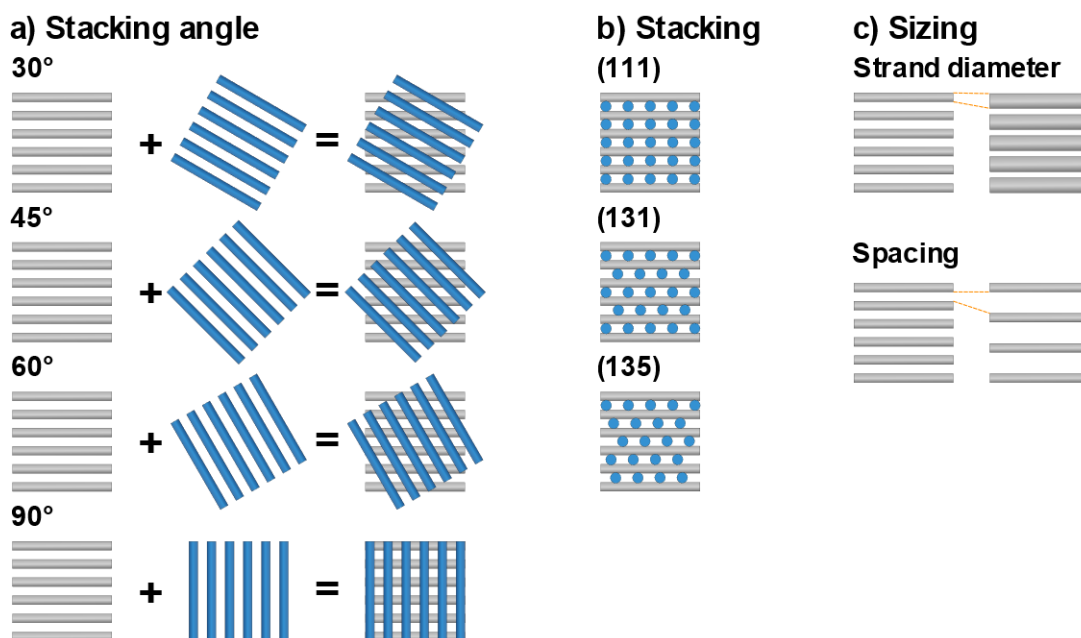 a) Stacking angle
30°
+ =
45°
+ =
60°
+ =
90°
+ =
b) Stacking
(111)
(131)
(135)
c) Sizing
Strand diameter
Spacing